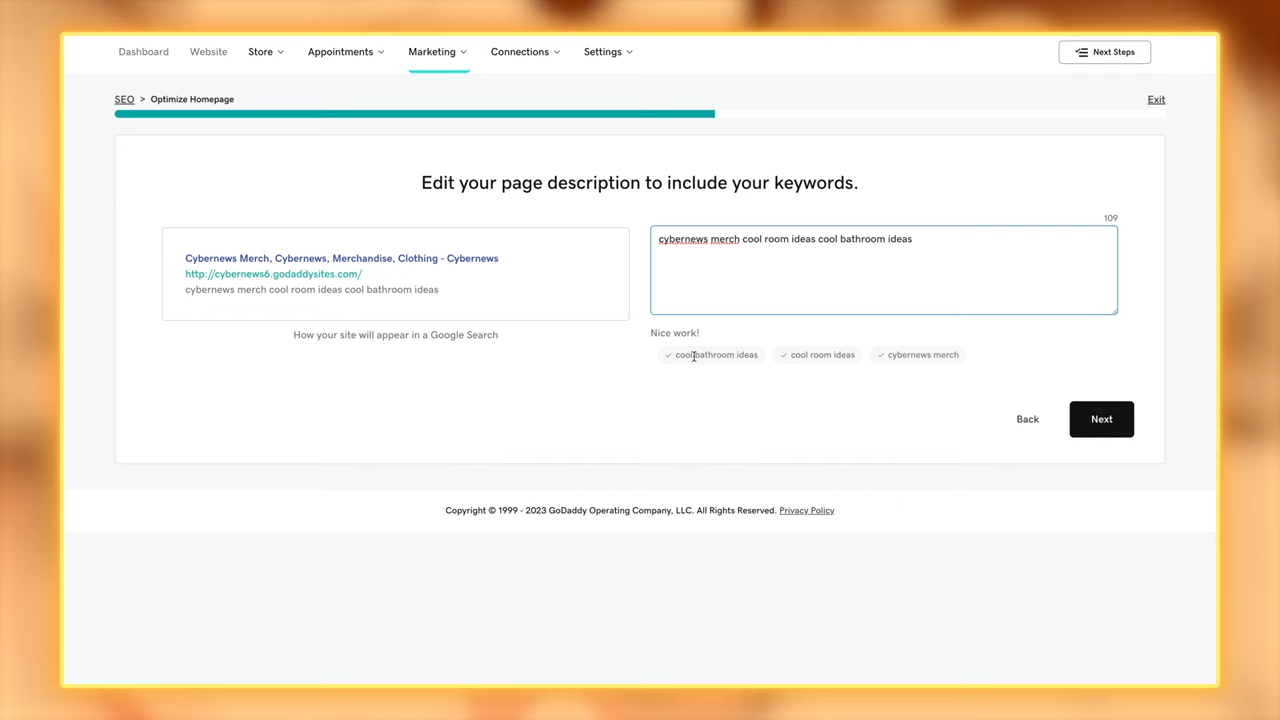 Dashboard Website Store Appointments Marketing Connections Settings Next Steps
SEO > Optimize Homepage Exit
Edit your page description to include your keywords.
109
cybernews merch cool room ideas cool bathroom ideas
Cybernews Merch, Cybernews, Merchandise, Clothing - Cybernews
http://cybernews6.godaddysites.com/
cybernews merch cool room ideas cool bathroom ideas
How your site will appear in a Google Search
Nice work!
cool bathroom ideas cool room ideas cybernews merch
Back Next
Copyright © 1999 - 2023 GoDaddy Operating Company, LLC. All Rights Reserved. Privacy Policy